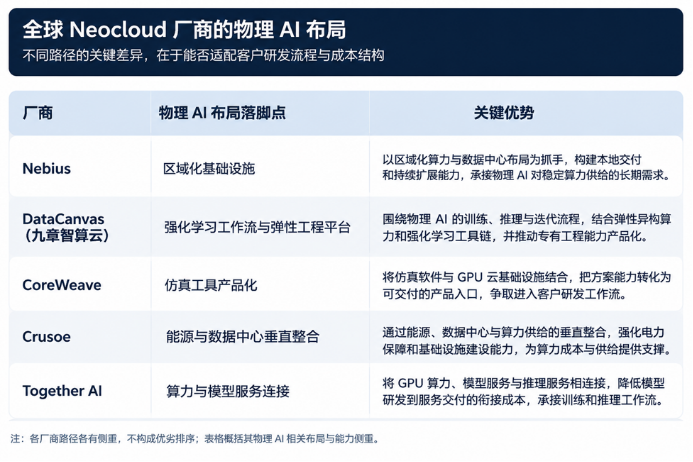 全球 Neocloud 厂商的物理 AI 布局
不同路径的关键差异，在于能否适配客户研发流程与成本结构
厂商
物理 AI 布局落脚点
关键优势
Nebius
区域化基础设施
以区域化算力与数据中心布局为抓手，构建本地交付
和持续扩展能力，承接物理 AI 对稳定算力供给的长期需求。
DataCanvas
（九章智算云）
强化学习工作流与弹性工程平台
围绕物理 AI 的训练、推理与迭代流程，结合弹性异构算
力和强化学习工具链，并推动专有工程能力产品化。
CoreWeave
仿真工具产品化
将仿真软件与 GPU 云基础设施结合，把方案能力转化为
可交付的产品入口，争取进入客户研发工作流。
Crusoe
能源与数据中心垂直整合
通过能源、数据中心与算力供给的垂直整合，强化电力
保障和基础设施建设能力，为算力成本与供给提供支撑。
Together AI
算力与模型服务连接
将 GPU 算力、模型服务与推理服务相连接，降低模型
研发到服务交付的衔接成本，承接训练和推理工作流。
注：各厂商路径各有侧重，不构成优劣排序；表格概括其物理 AI 相关布局与能力侧重。